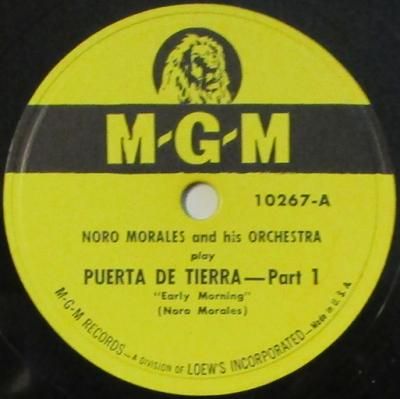 M-G-M
10267-A
NORO MORALES and his ORCHESTRA
play
PUERTA DE TIERRA—Part 1
"Early Morning"
(Noro Morales)
M-G-M RECORDS—A DIVISION OF LOEW'S INCORPORATED—Made in U.S.A.